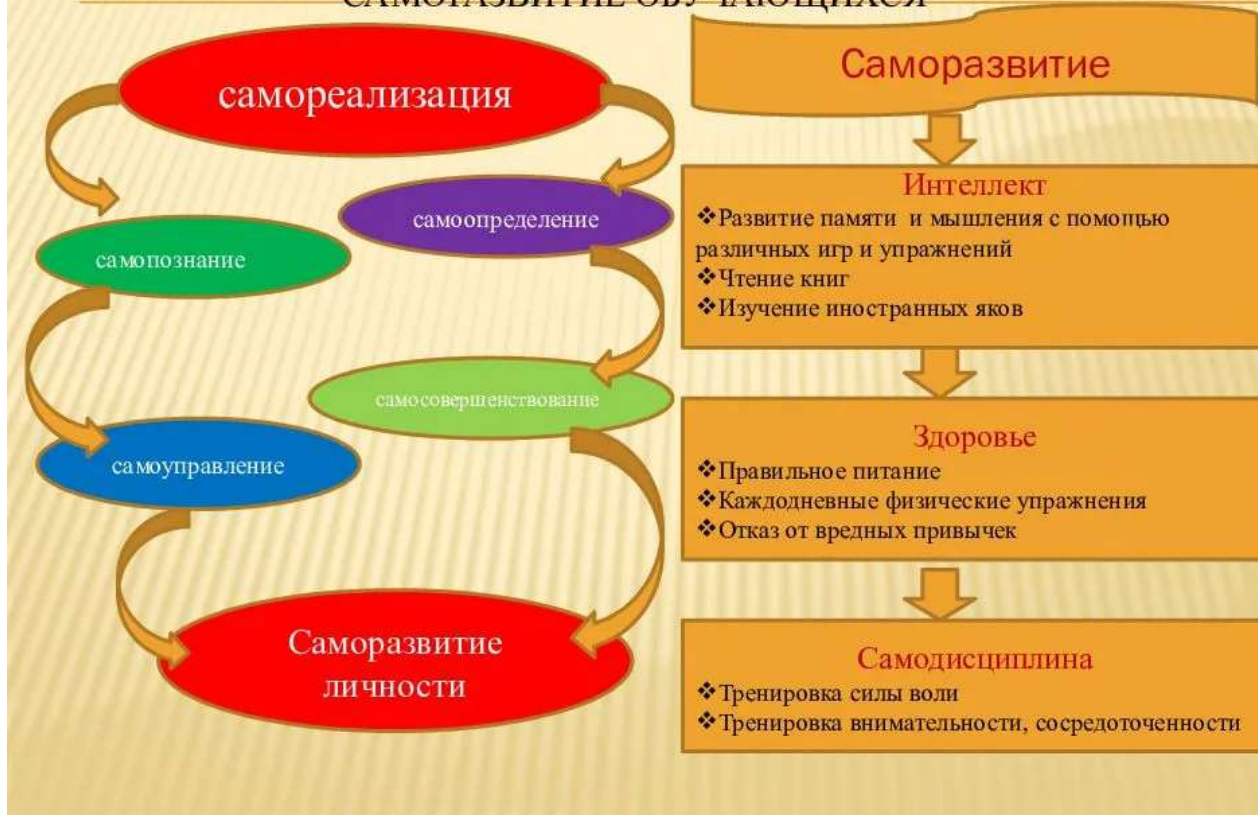 САМОРАЗВИТИЕ ОБУЧАЮЩИХСЯ
самореализация
самоопределение
самопознание
самосовершенствование
самоуправление
Саморазвитие
личности
Саморазвитие
Интеллект
❖Развитие памяти и мышления с помощью
различных игр и упражнений
❖Чтение книг
❖Изучение иностранных яков
Здоровье
❖Правильное питание
❖Каждодневные физические упражнения
❖Отказ от вредных привычек
Самодисциплина
❖Тренировка силы воли
❖Тренировка внимательности, сосредоточенности